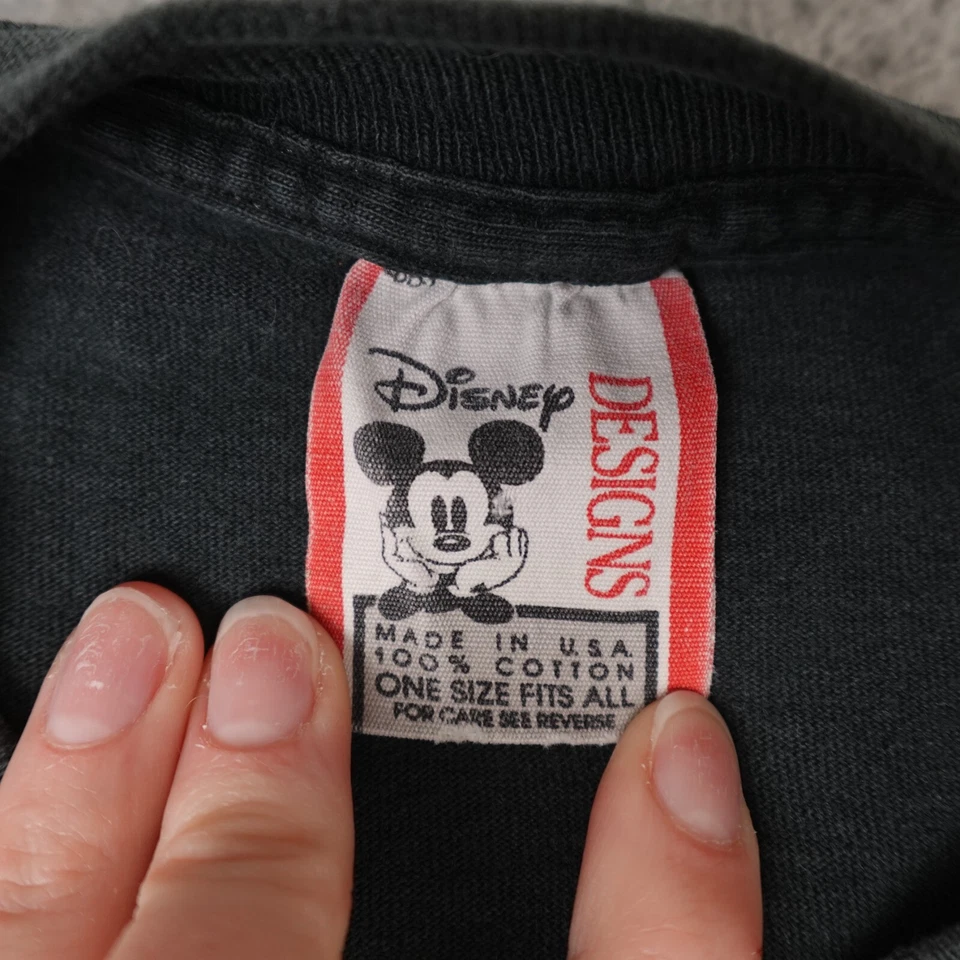 Disney
DESIGNS
MADE IN U.S.A.
100% COTTON
ONE SIZE FITS ALL
FOR CARE SEE REVERSE